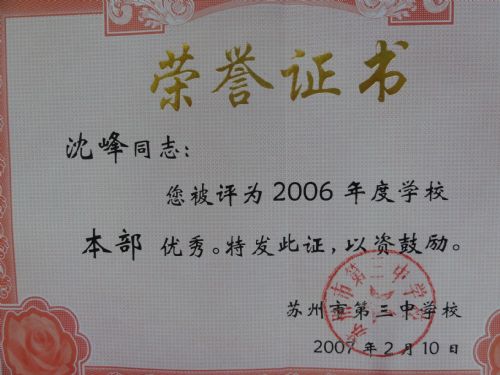 荣誉证书
沈峰同志：
您被评为2006年度学校
本部优秀。特发此证，以资鼓励。
苏州市第三中学校
2007年2月10日